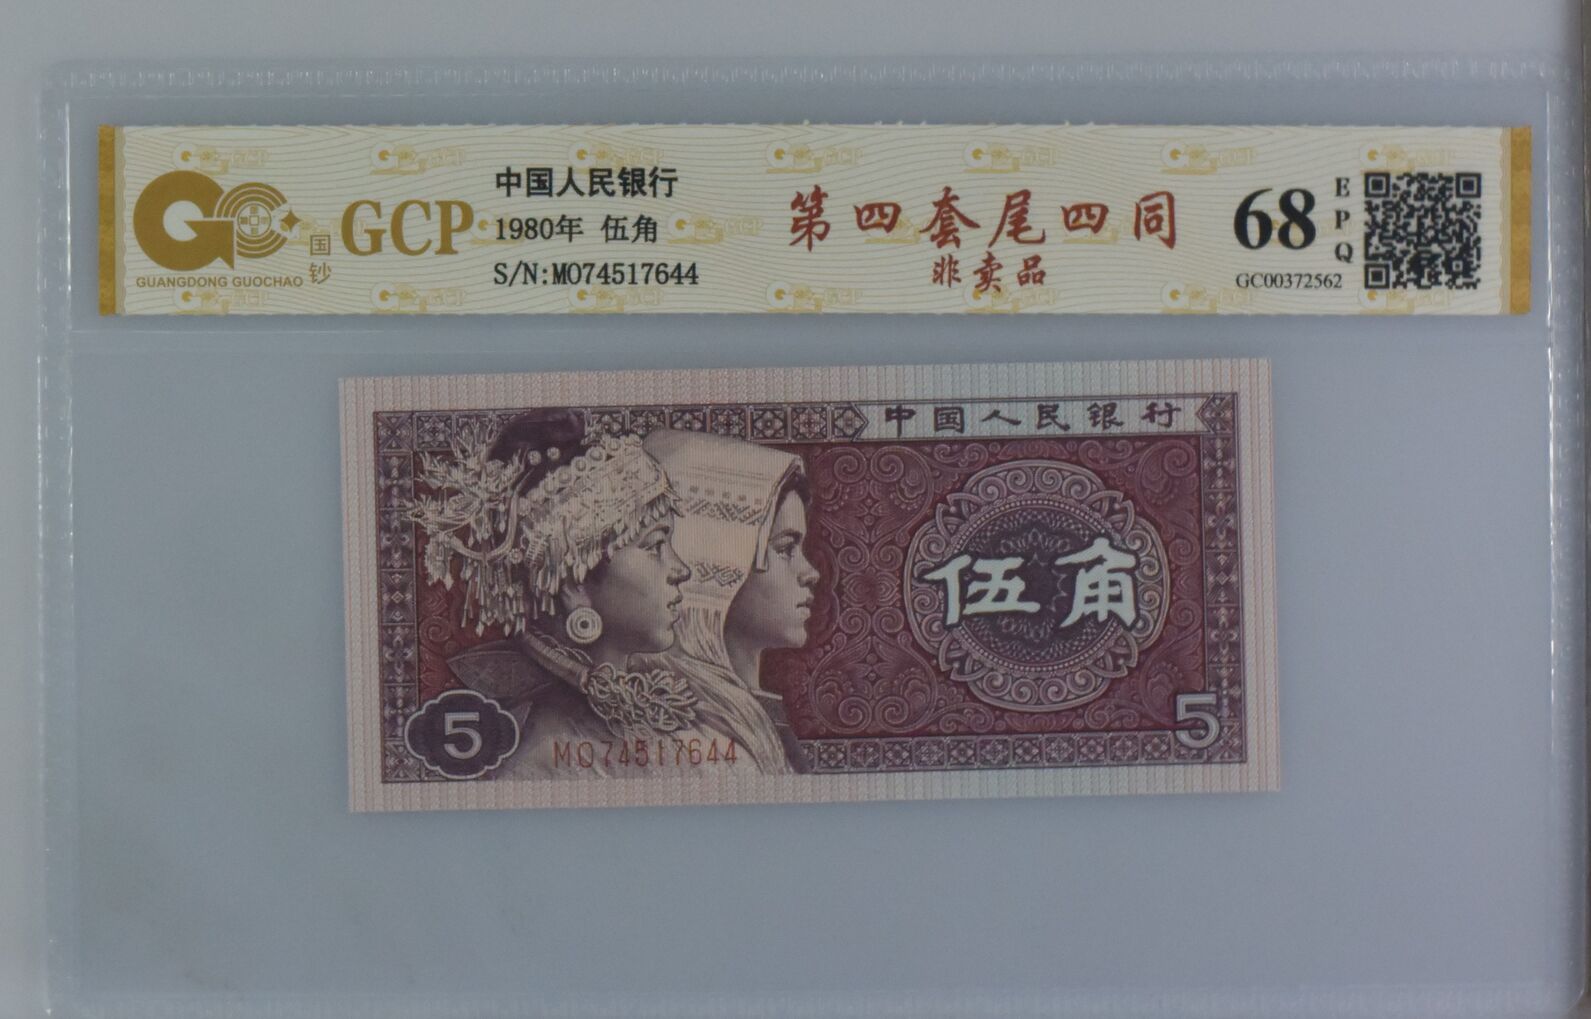 GUANGDONG GUOCHAO
国钞
GCP
中国人民银行
1980年 伍角
S/N:MO74517644
第四套尾四同
非卖品
68
EPQ
GC00372562
中国人民银行
伍角
5
MO74517644
5